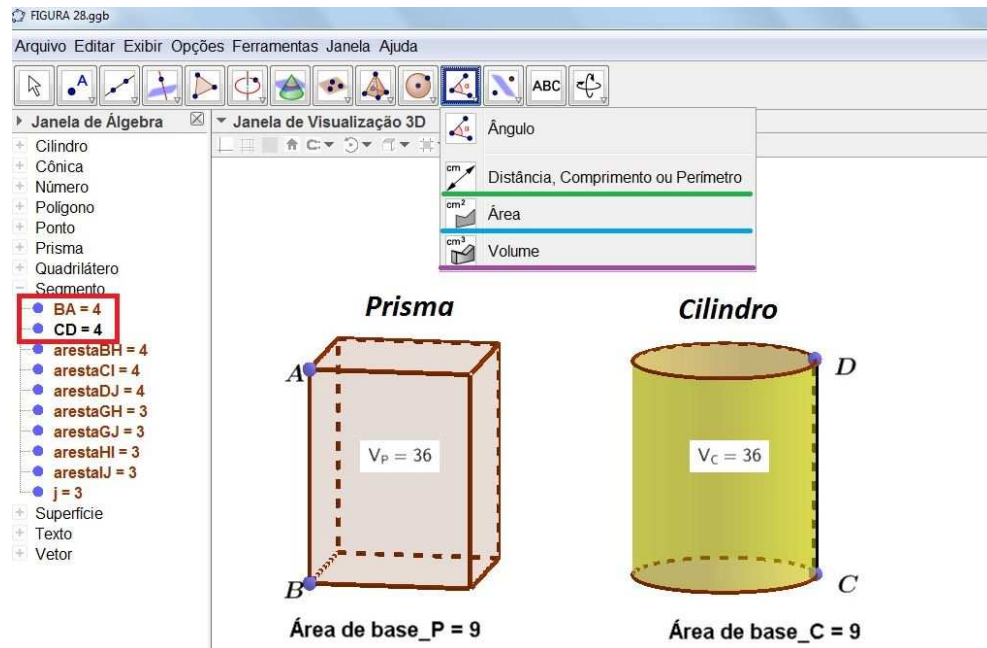 FIGURA 28.ggb
Arquivo Editar Exibir Opções Ferramentas Janela Ajuda
A
ABC
Janela de Álgebra
Janela de Visualização 3D
Cilindro
Cônica
Número
Polígono
Ponto
Prisma
Quadrilátero
Segmento
BA = 4
CD = 4
arestaBH = 4
arestaCI = 4
arestaDJ = 4
arestaGH = 3
arestaGJ = 3
arestaHI = 3
arestaIJ = 3
j = 3
Superfície
Texto
Vetor
Ângulo
cm
Distância, Comprimento ou Perímetro
cm²
Área
cm³
Volume
Prisma
Cilindro
A
D
V_P = 36
V_C = 36
B
C
Área de base_P = 9
Área de base_C = 9